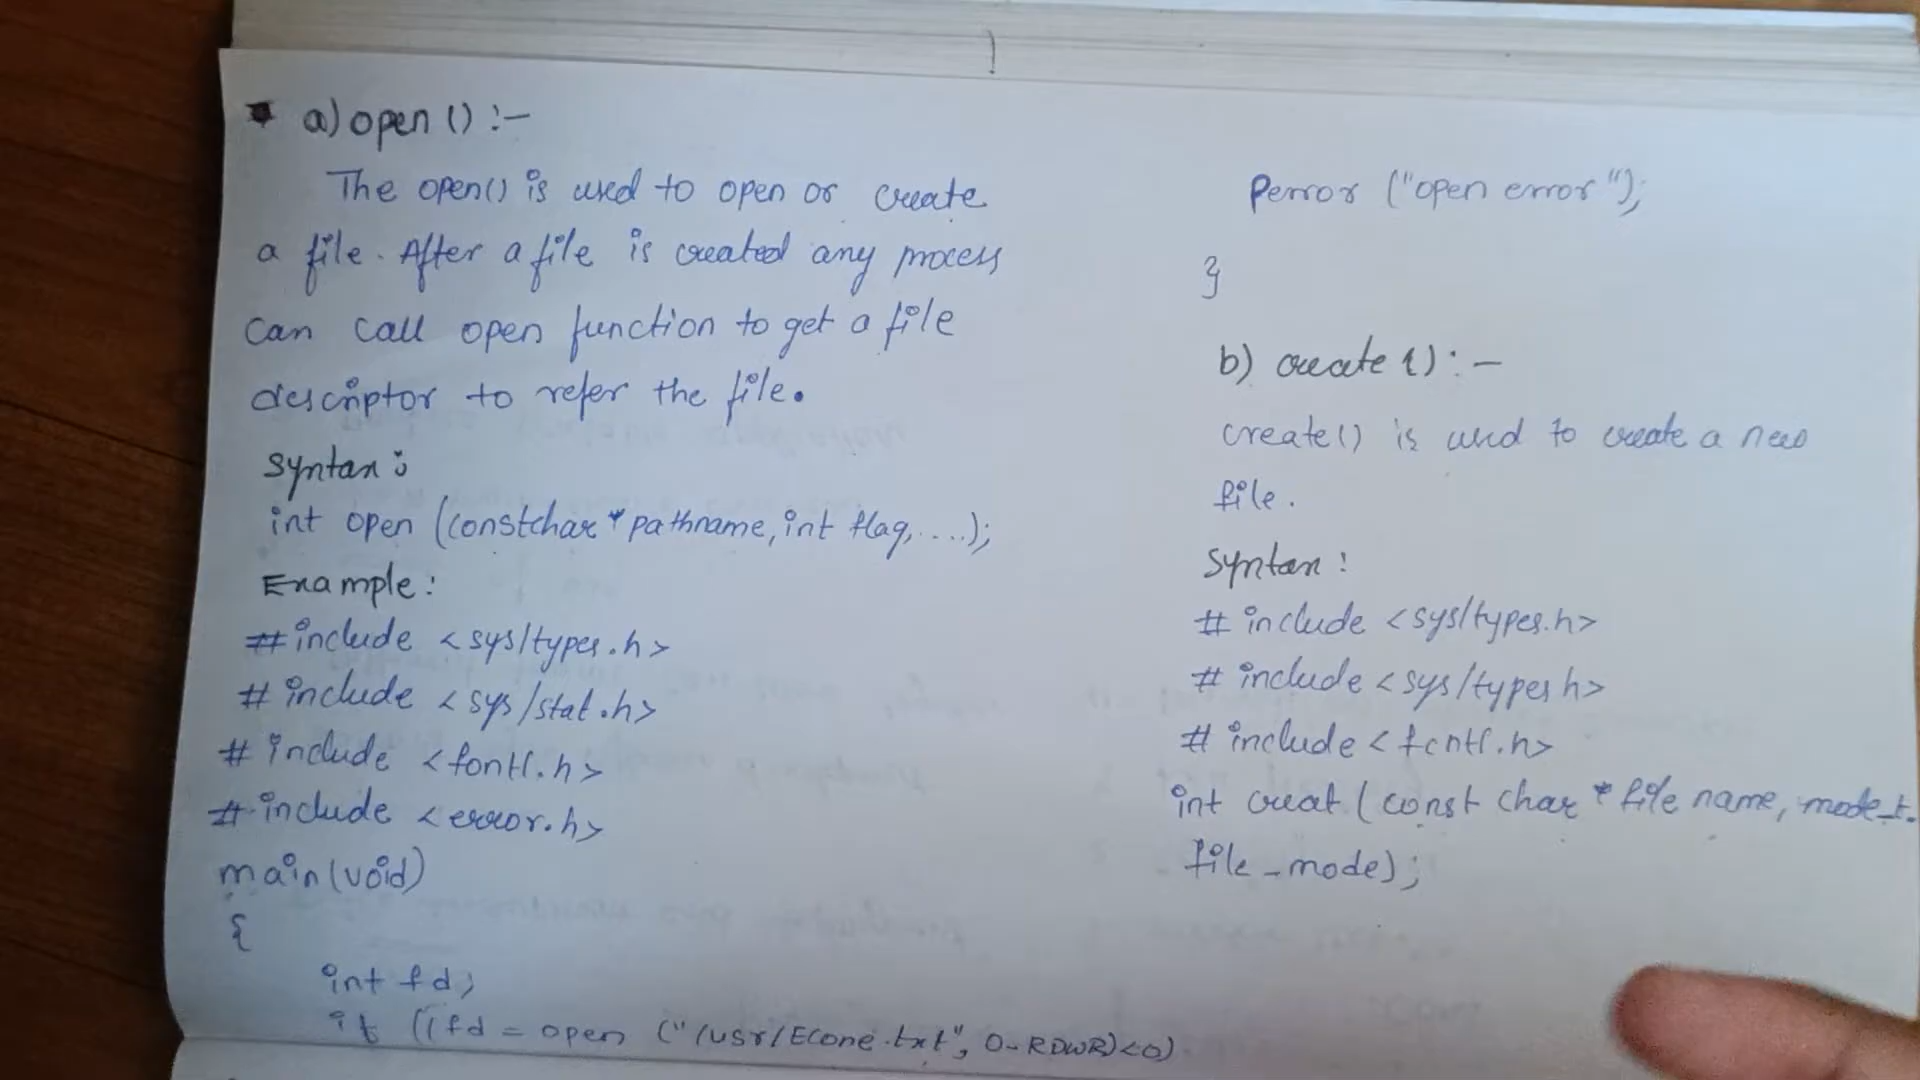 a) open () :-
The open() is used to open or create
a file. After a file is created any process
can call open function to get a file
descriptor to refer the file.
Syntax :
int open (constchar * pathname, int flag, ....);
Example :
# include <sys/types.h>
# include <sys/stat.h>
# include <fontl.h>
# include <error.h>
main (void)
{
int fd;
if ((fd = open ("/usr/Econe.txt", O-RDWR)<0)
Perror ("open error");
}
b) create () : -
create() is used to create a new
file.
Syntax :
# include <sys/types.h>
# include <sys/types h>
# include <fcntl.h>
int creat (const char * file name, mode_t.
file _ mode);